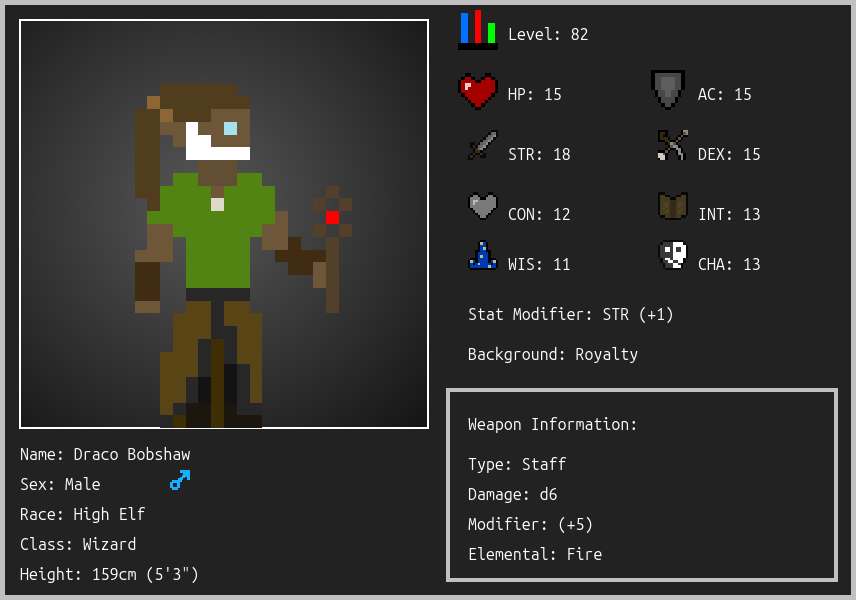 Level: 82
HP: 15
AC: 15
STR: 18
DEX: 15
CON: 12
INT: 13
WIS: 11
CHA: 13
Stat Modifier: STR (+1)
Background: Royalty
Weapon Information:
Type: Staff
Damage: d6
Modifier: (+5)
Elemental: Fire
Name: Draco Bobshaw
Sex: Male
Race: High Elf
Class: Wizard
Height: 159cm (5'3")